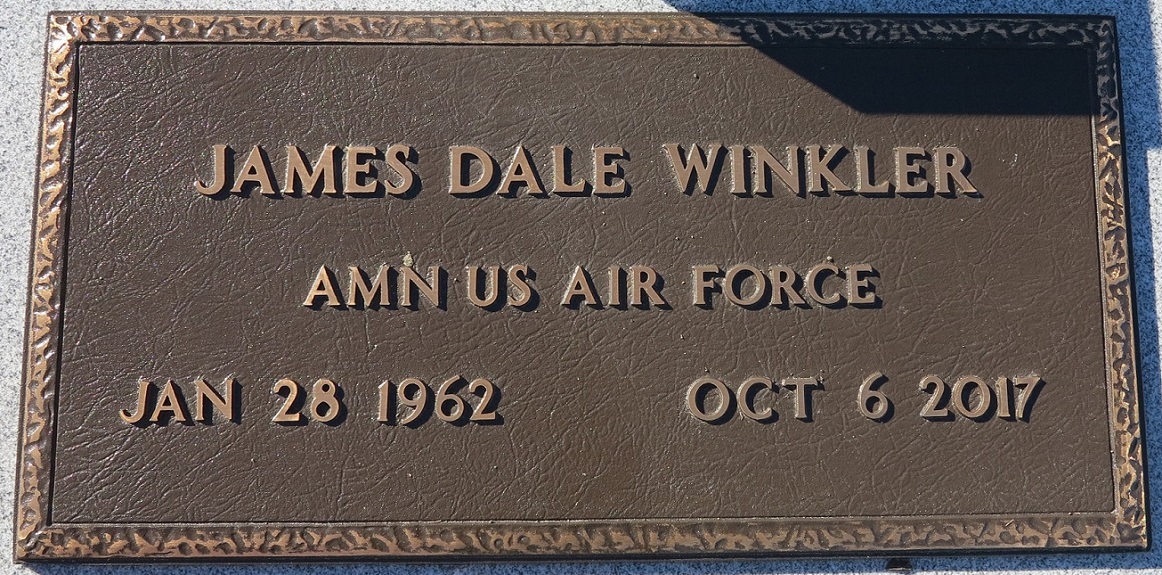 JAMES DALE WINKLER
AMN US AIR FORCE
JAN 28 1962 OCT 6 2017